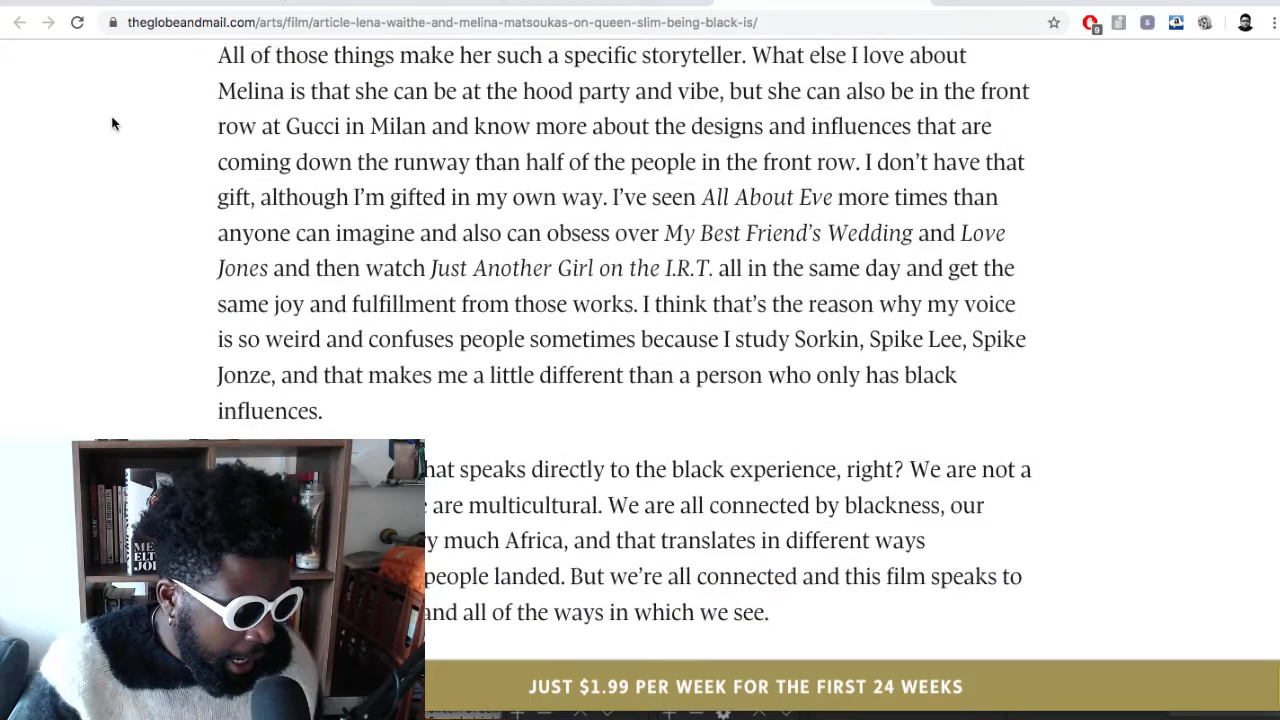 theglobeandmail.com/arts/film/article-lena-waithe-and-melina-matsoukas-on-queen-slim-being-black-is/
9
All of those things make her such a specific storyteller. What else I love about
Melina is that she can be at the hood party and vibe, but she can also be in the front
row at Gucci in Milan and know more about the designs and influences that are
coming down the runway than half of the people in the front row. I don’t have that
gift, although I’m gifted in my own way. I’ve seen All About Eve more times than
anyone can imagine and also can obsess over My Best Friend’s Wedding and Love
Jones and then watch Just Another Girl on the I.R.T. all in the same day and get the
same joy and fulfillment from those works. I think that’s the reason why my voice
is so weird and confuses people sometimes because I study Sorkin, Spike Lee, Spike
Jonze, and that makes me a little different than a person who only has black
influences.
hat speaks directly to the black experience, right? We are not a
e are multicultural. We are all connected by blackness, our
y much Africa, and that translates in different ways
people landed. But we’re all connected and this film speaks to
and all of the ways in which we see.
ME
ELT
JOI
JUST $1.99 PER WEEK FOR THE FIRST 24 WEEKS